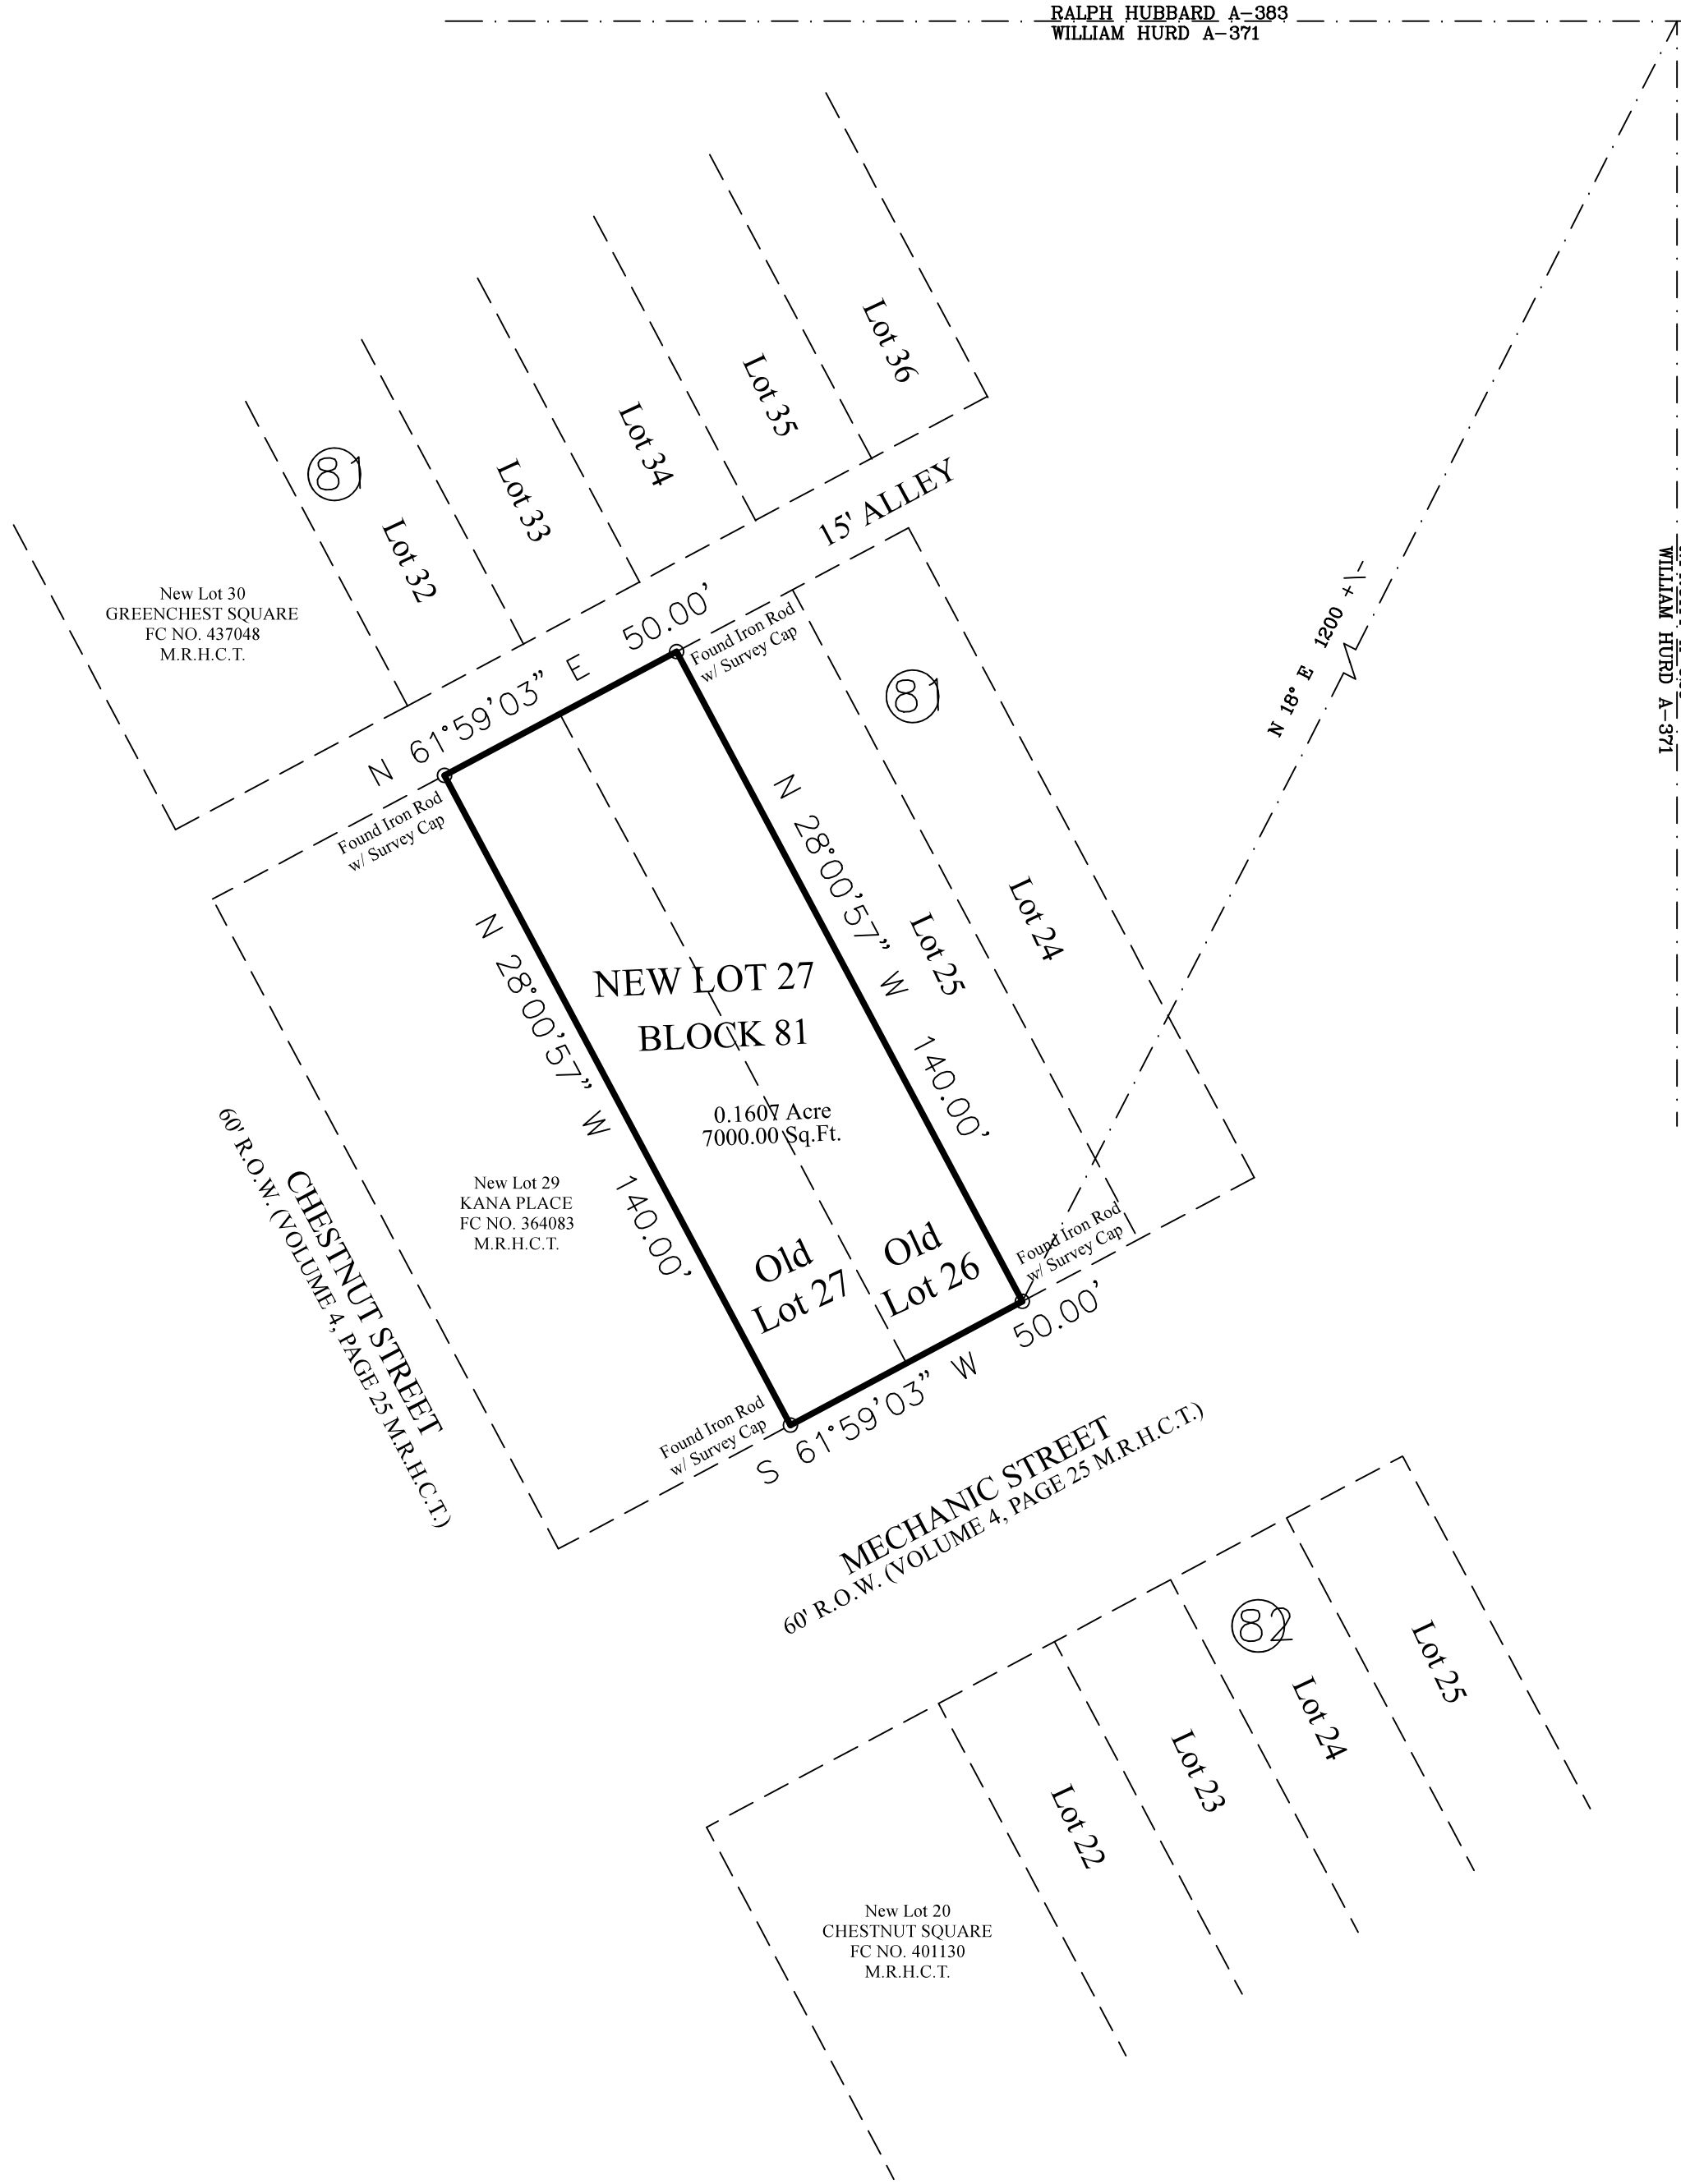 RALPH HUBBARD A-383
WILLIAM HURD A-371
Lot 36
Lot 35
Lot 34
Lot 33
81
Lot 32
15' ALLEY
New Lot 30
GREENCHEST SQUARE
FC NO. 437048
M.R.H.C.T.
WILLIAM HURD A-371
N 18° E 1200 +\-
N 61°59'03" E 50.00'
Found Iron Rod
w/ Survey Cap
81
Found Iron Rod
w/ Survey Cap
N 28°00'57" W 140.00'
Lot 25
Lot 24
N 28°00'57" W 140.00'
NEW LOT 27
BLOCK 81
0.1607 Acre
7000.00 Sq.Ft.
New Lot 29
KANA PLACE
FC NO. 364083
M.R.H.C.T.
CHESTNUT STREET
60' R.O.W. (VOLUME 4, PAGE 25 M.R.H.C.T.)
Old
Lot 27
Old
Lot 26
Found Iron Rod
w/ Survey Cap
Found Iron Rod
w/ Survey Cap
S 61°59'03" W 50.00'
MECHANIC STREET
60' R.O.W. (VOLUME 4, PAGE 25 M.R.H.C.T.)
82
Lot 25
Lot 24
Lot 23
Lot 22
New Lot 20
CHESTNUT SQUARE
FC NO. 401130
M.R.H.C.T.